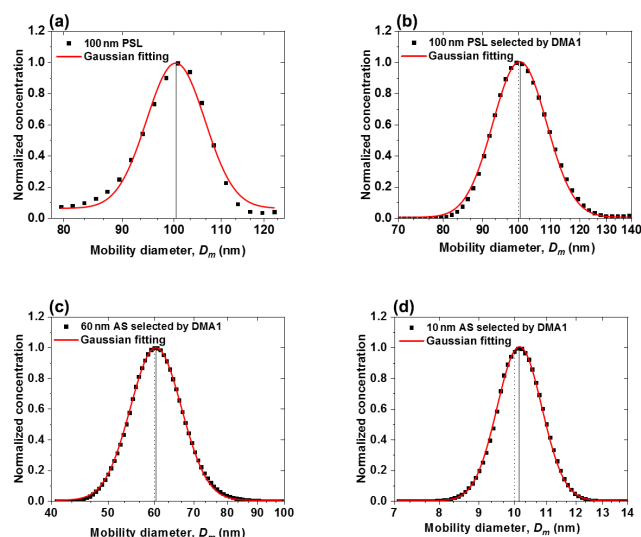 (a)
100 nm PSL
Gaussian fitting
Normalized concentration
1.2
1.0
0.8
0.6
0.4
0.2
0.0
80 90 100 110 120
Mobility diameter, Dm (nm)
(b)
100 nm PSL selected by DMA1
Gaussian fitting
Normalized concentration
1.2
1.0
0.8
0.6
0.4
0.2
0.0
70 80 90 100 110 120 130 140
Mobility diameter, Dm (nm)
(c)
60 nm AS selected by DMA1
Gaussian fitting
Normalized concentration
1.2
1.0
0.8
0.6
0.4
0.2
0.0
40 50 60 70 80 90 100
Mobility diameter, Dm (nm)
(d)
10 nm AS selected by DMA1
Gaussian fitting
Normalized concentration
1.2
1.0
0.8
0.6
0.4
0.2
0.0
7 8 9 10 11 12 13 14
Mobility diameter, Dm (nm)